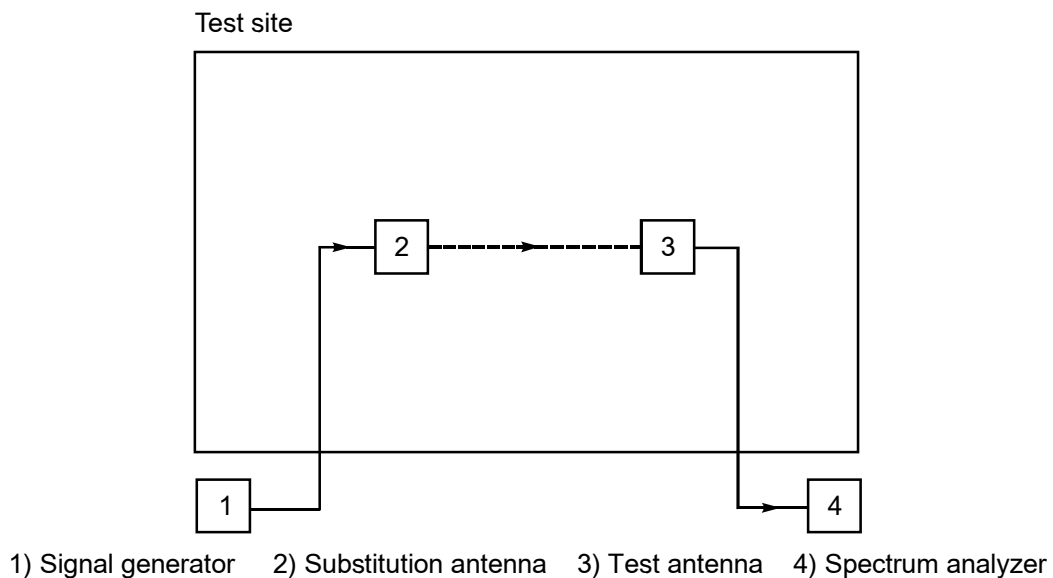 Test site
2
3
1
4
1) Signal generator 2) Substitution antenna 3) Test antenna 4) Spectrum analyzer